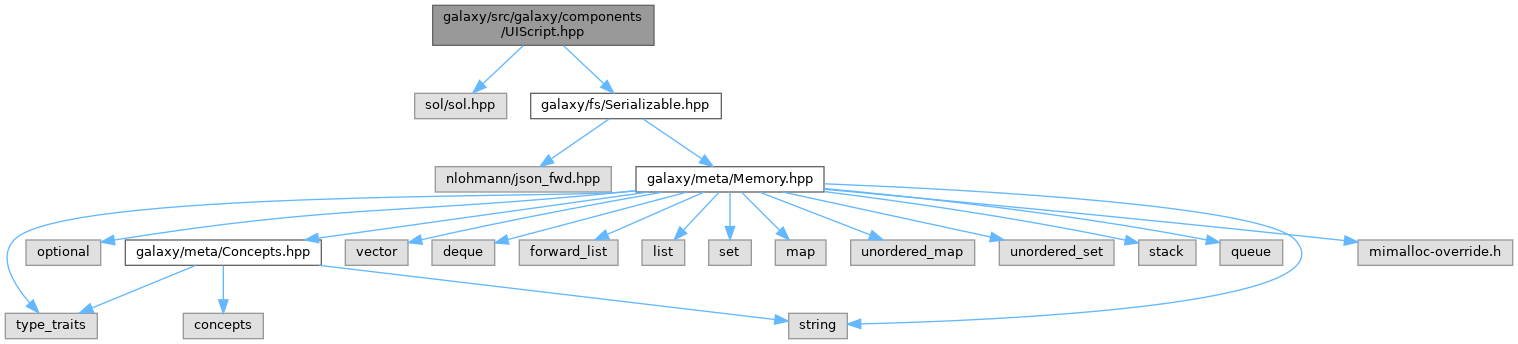 galaxy/src/galaxy/components
/UIScript.hpp
sol/sol.hpp
galaxy/fs/Serializable.hpp
nlohmann/json_fwd.hpp
galaxy/meta/Memory.hpp
optional
galaxy/meta/Concepts.hpp
vector
deque
forward_list
list
set
map
unordered_map
unordered_set
stack
queue
mimalloc-override.h
type_traits
concepts
string